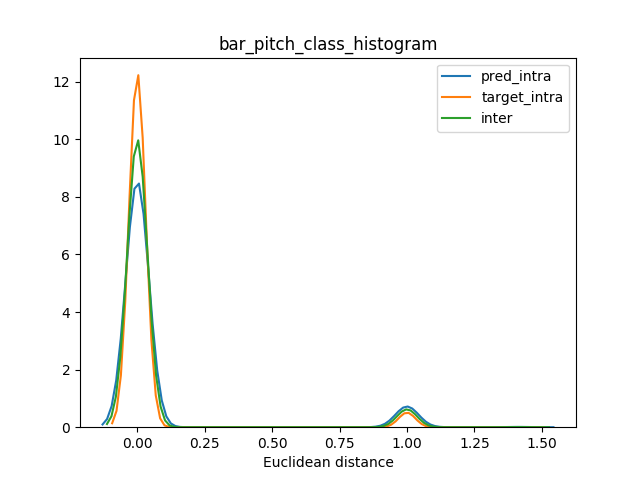 bar_pitch_class_histogram
pred_intra
target_intra
inter
12
10
8
6
4
2
0
0.00 0.25 0.50 0.75 1.00 1.25 1.50
Euclidean distance